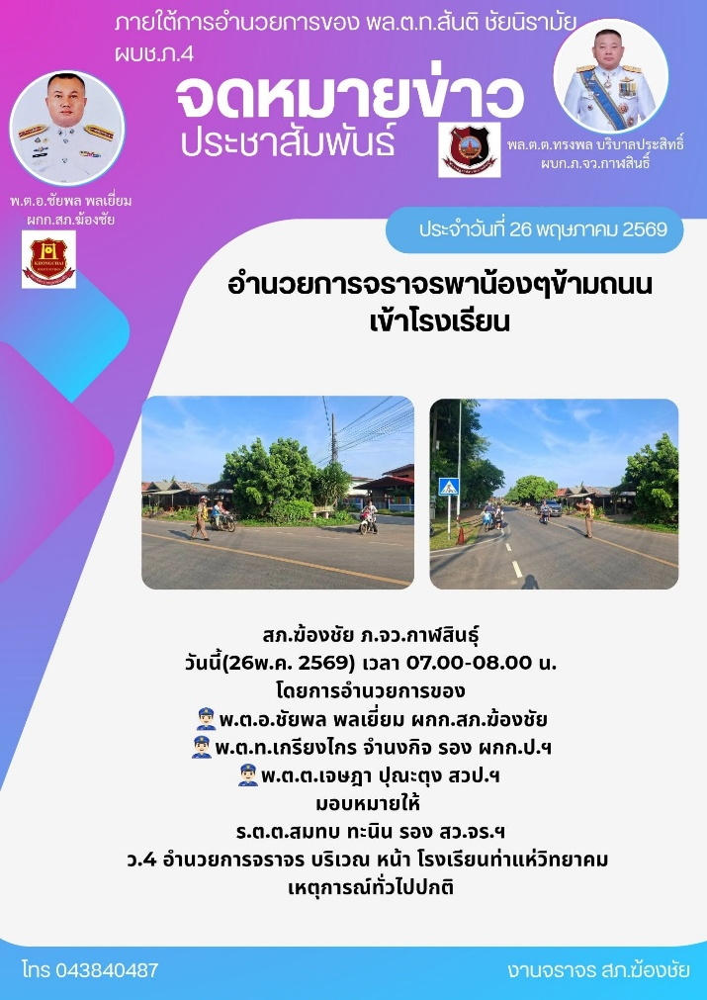 ภายใต้การอำนวยการของ พล.ต.ท.สันติ ชัยนิรามัย
ผบช.ภ.4
จดหมายข่าว
ประชาสัมพันธ์
พล.ต.ต.ทรงพล บริบาลประสิทธิ์
ผบก.ภ.จว.กาฬสินธุ์
พ.ต.อ.ชัยพล พลเยี่ยม
ผกก.สภ.ฆ้องชัย
KHONGCHAI
ประจำวันที่ 26 พฤษภาคม 2569
อำนวยการจราจรพาน้องๆข้ามถนน
เข้าโรงเรียน
สภ.ฆ้องชัย ภ.จว.กาฬสินธุ์
วันนี้(26พ.ค. 2569) เวลา 07.00-08.00 น.
โดยการอำนวยการของ
👮🏻‍♂️พ.ต.อ.ชัยพล พลเยี่ยม ผกก.สภ.ฆ้องชัย
👮🏻‍♂️พ.ต.ท.เกรียงไกร จำนงกิจ รอง ผกก.ป.ฯ
👮🏻‍♂️พ.ต.ต.เจษฎา ปุณะตุง สวป.ฯ
มอบหมายให้
ร.ต.ต.สมทบ ทะนิน รอง สว.จร.ฯ
ว.4 อำนวยการจราจร บริเวณ หน้า โรงเรียนท่าแห่วิทยาคม
เหตุการณ์ทั่วไปปกติ
โทร 043840487
งานจราจร สภ.ฆ้องชัย